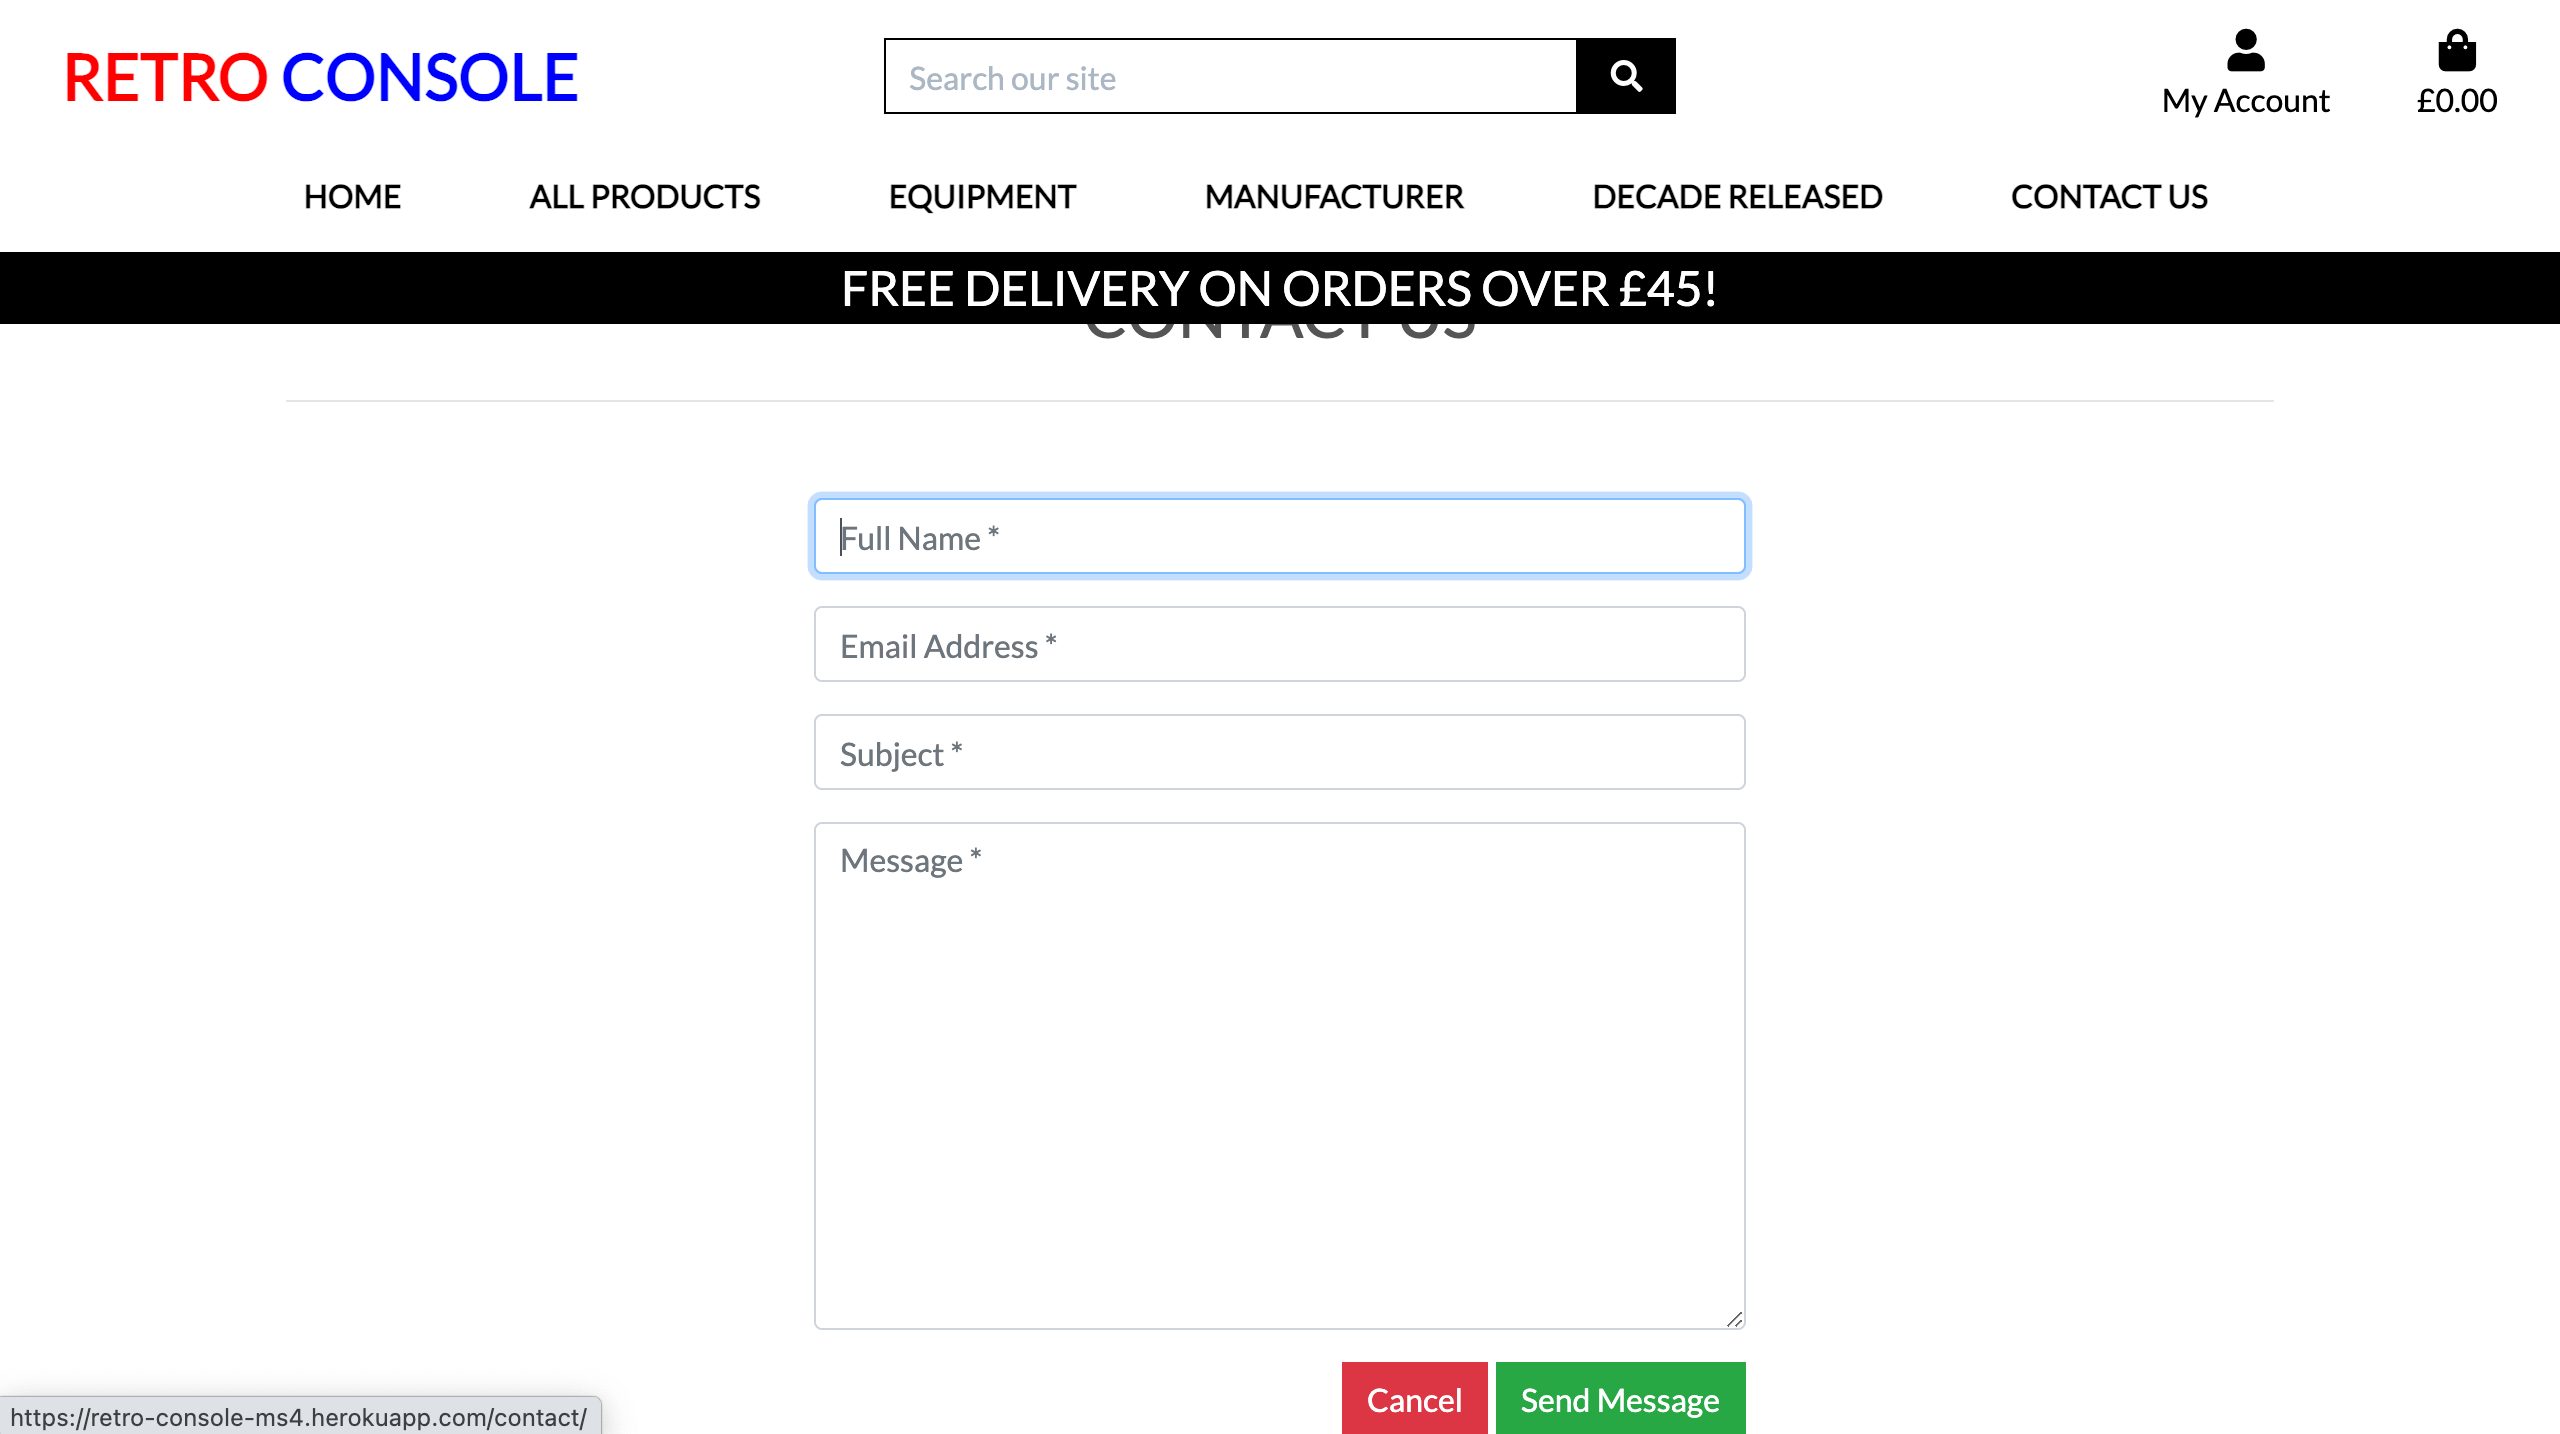 RETRO CONSOLE
Search our site
My Account
£0.00
HOME
ALL PRODUCTS
EQUIPMENT
MANUFACTURER
DECADE RELEASED
CONTACT US
FREE DELIVERY ON ORDERS OVER £45!
CONTACT US
Full Name *
Email Address *
Subject *
Message *
Cancel
Send Message
https://retro-console-ms4.herokuapp.com/contact/